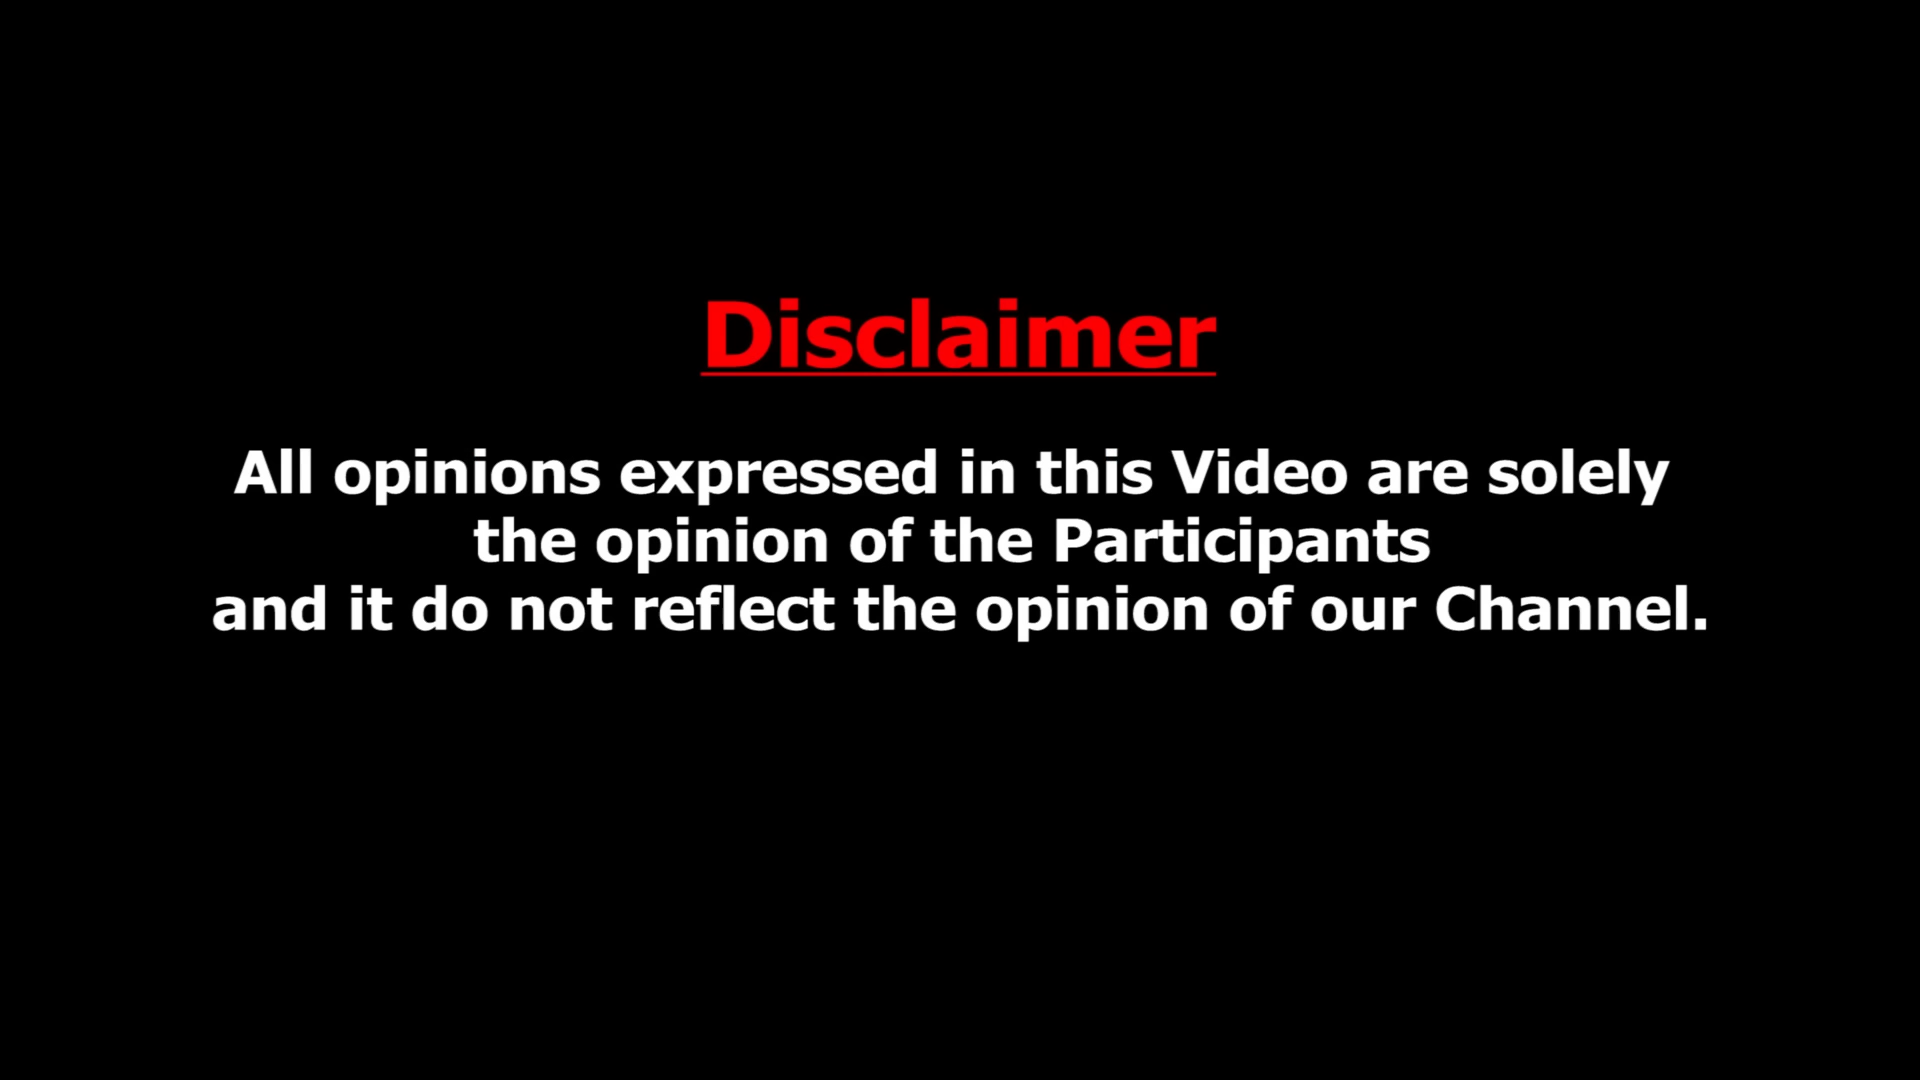 Disclaimer
All opinions expressed in this Video are solely
the opinion of the Participants
and it do not reflect the opinion of our Channel.